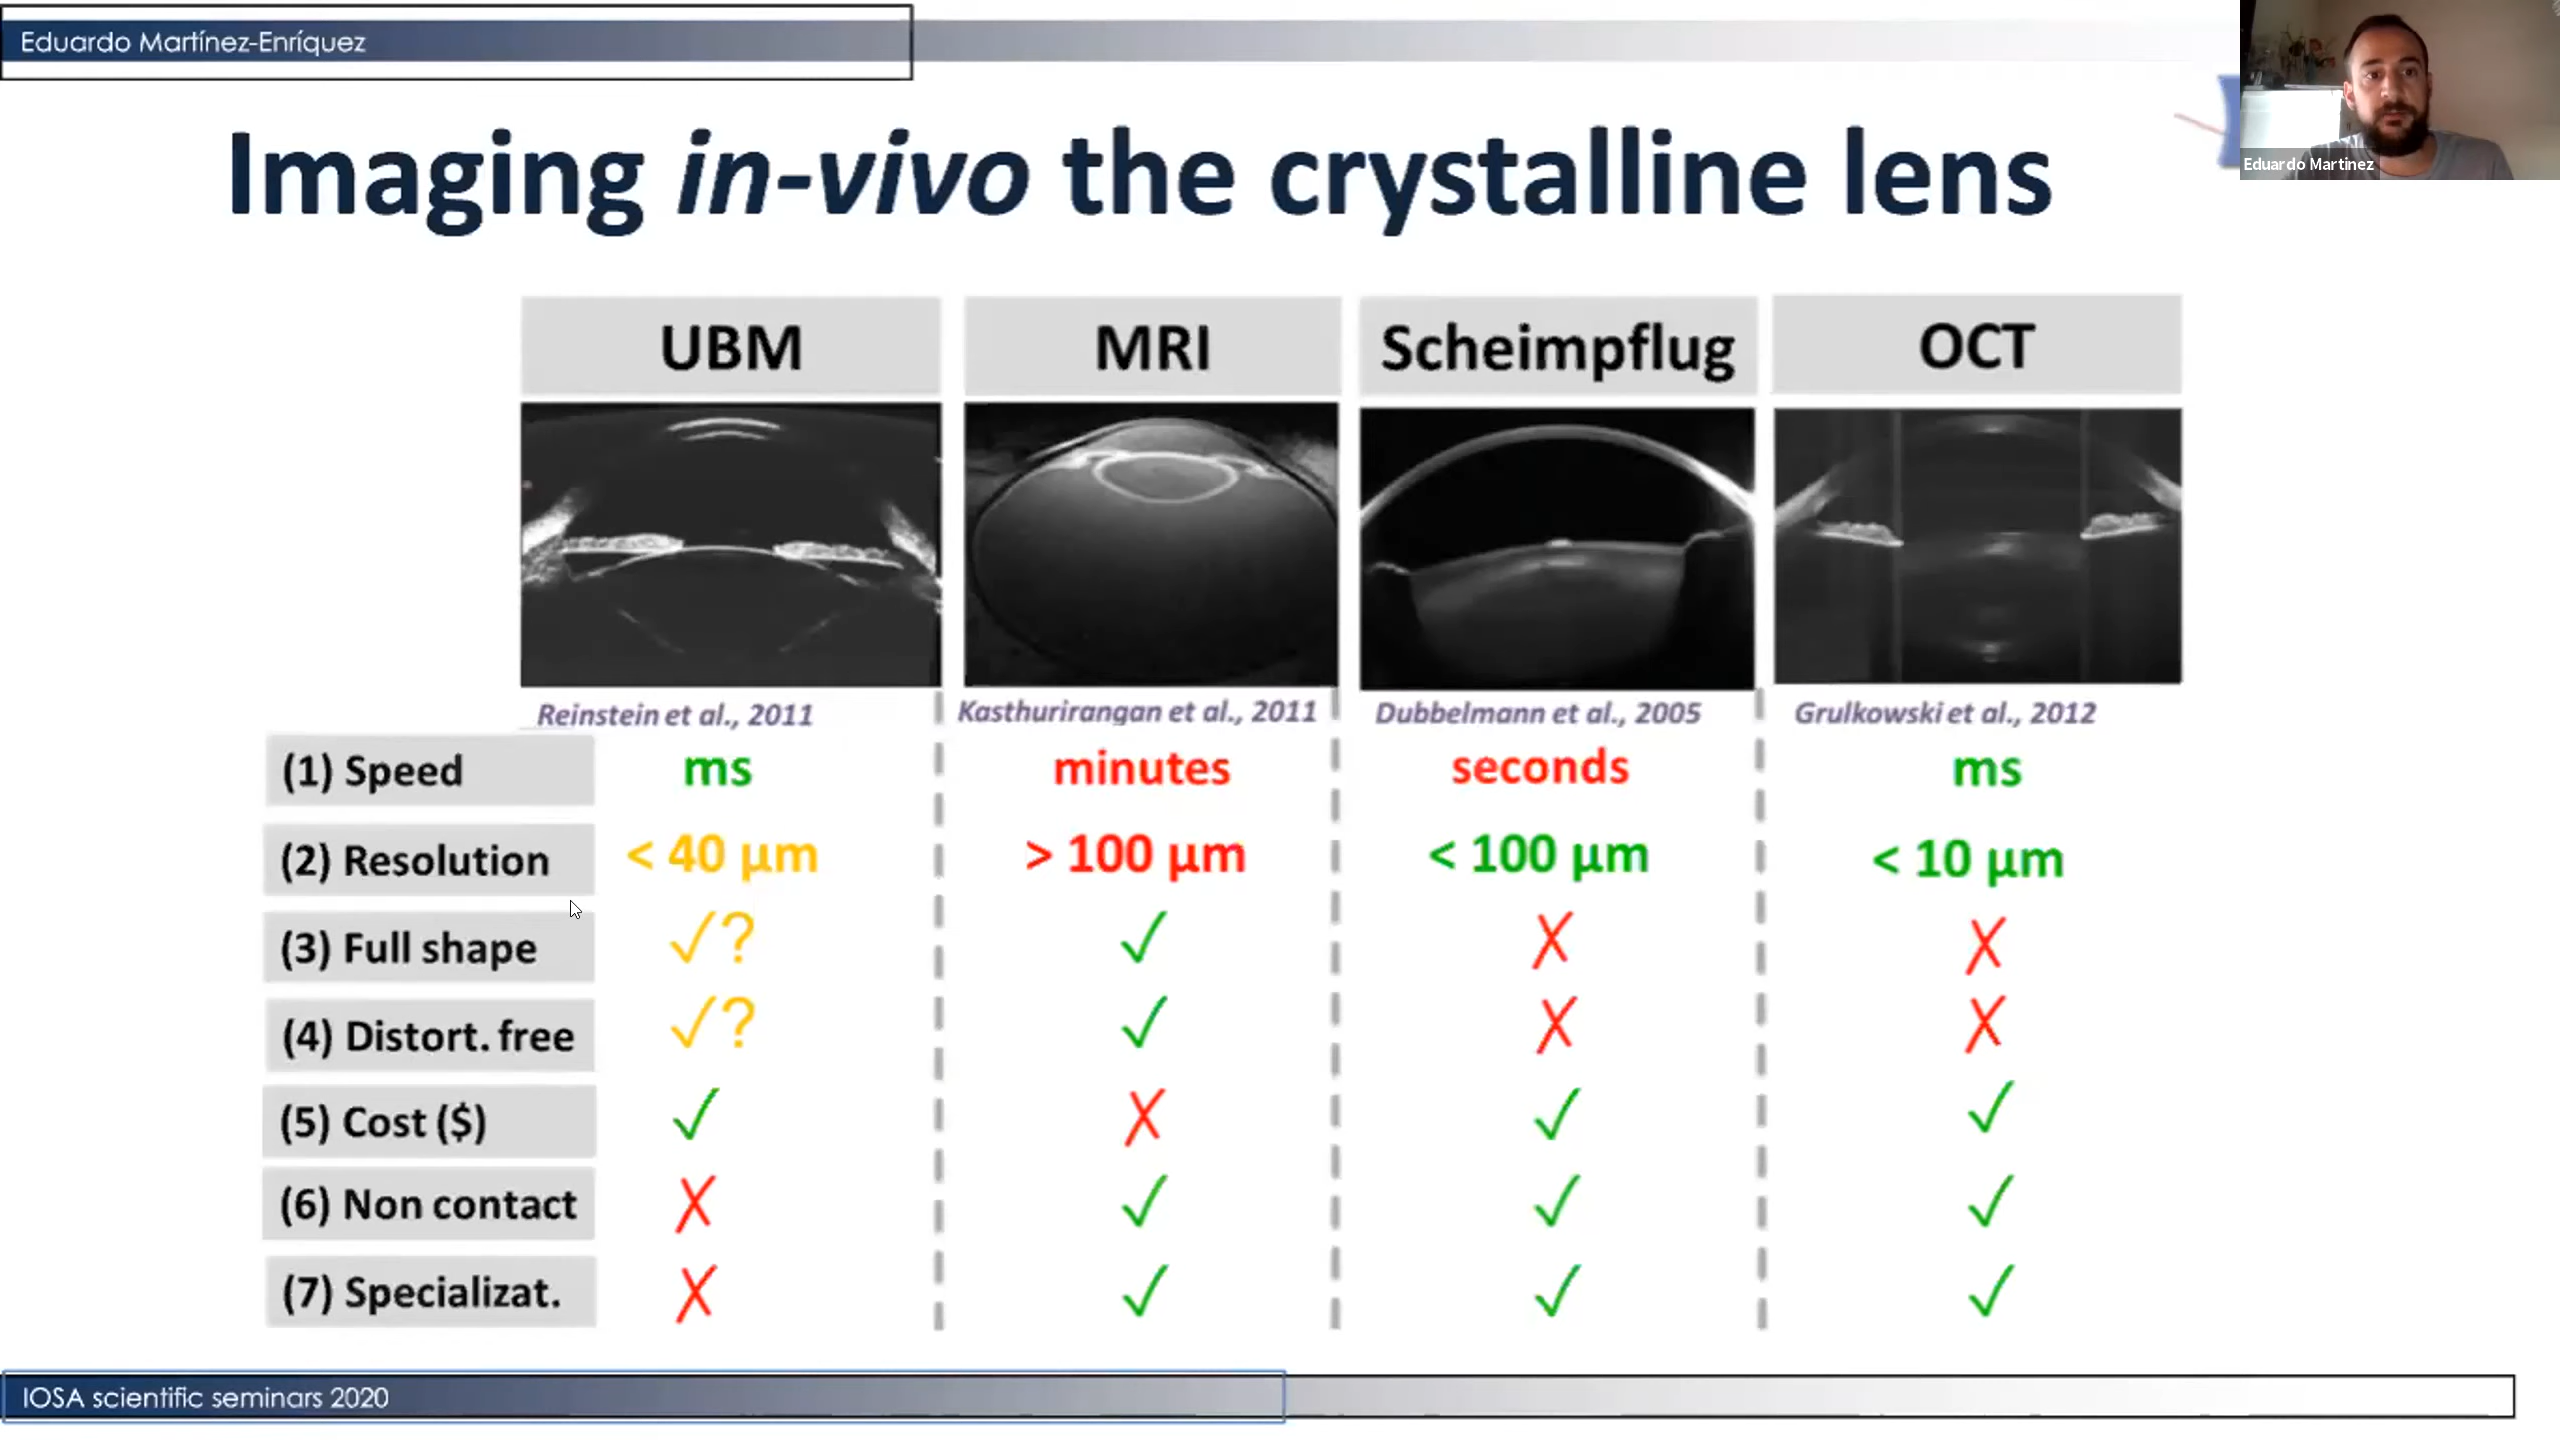 Eduardo Martínez-Enríquez
Eduardo Martinez
Imaging in-vivo the crystalline lens
UBM MRI Scheimpflug OCT
Reinstein et al., 2011 Kasthurirangan et al., 2011 Dubbelmann et al., 2005 Grulkowski et al., 2012
(1) Speed ms minutes seconds ms
(2) Resolution < 40 µm > 100 µm < 100 µm < 10 µm
(3) Full shape ✓? ✓ ✗ ✗
(4) Distort. free ✓? ✓ ✗ ✗
(5) Cost ($) ✓ ✗ ✓ ✓
(6) Non contact ✗ ✓ ✓ ✓
(7) Specializat. ✗ ✓ ✓ ✓
IOSA scientific seminars 2020